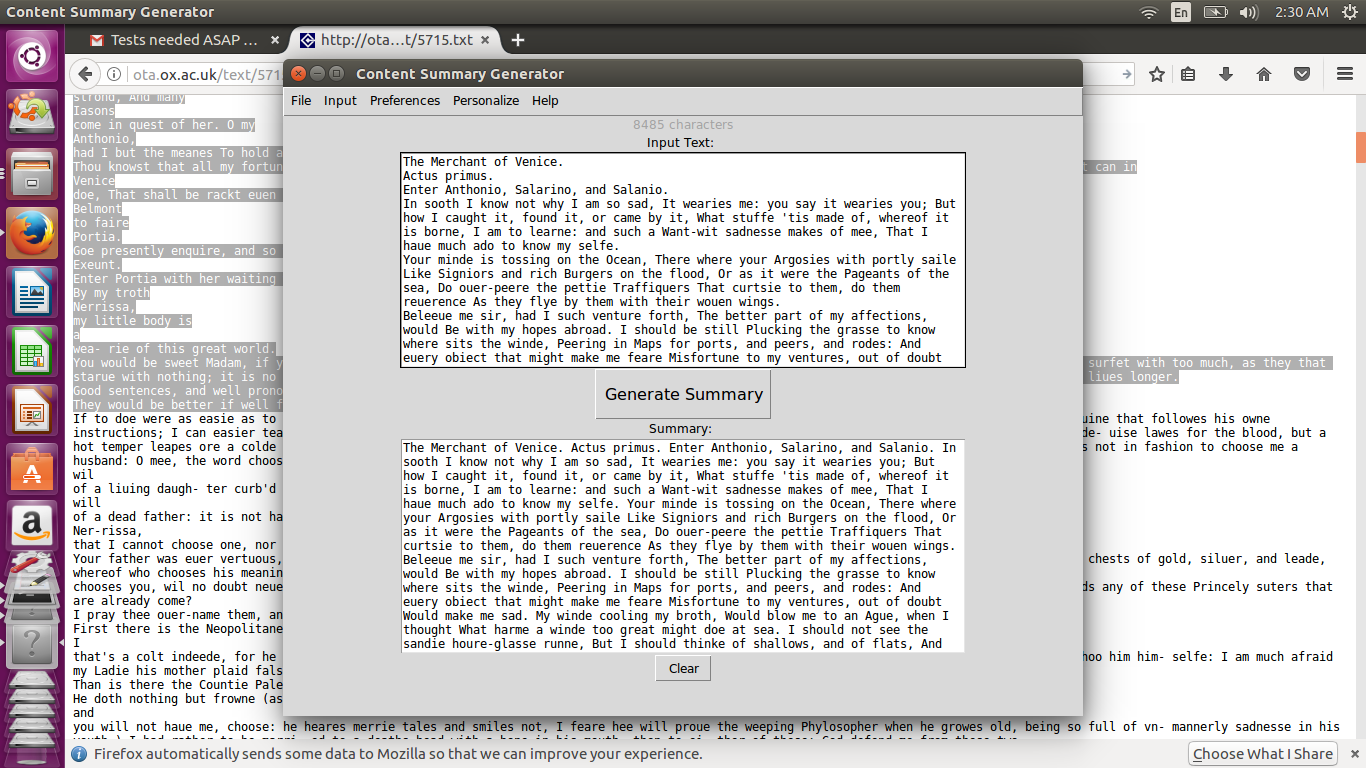 Content Summary Generator
En
2:30 AM
Tests needed ASAP ...
http://ota...t/5715.txt
ota.ox.ac.uk/text/571
Content Summary Generator
File Input Preferences Personalize Help
8485 characters
Input Text:
The Merchant of Venice.
Actus primus.
Enter Anthonio, Salarino, and Salanio.
In sooth I know not why I am so sad, It wearies me: you say it wearies you; But
how I caught it, found it, or came by it, What stuffe 'tis made of, whereof it
is borne, I am to learne: and such a Want-wit sadnesse makes of mee, That I
haue much ado to know my selfe.
Your minde is tossing on the Ocean, There where your Argosies with portly saile
Like Signiors and rich Burgers on the flood, Or as it were the Pageants of the
sea, Do ouer-peere the pettie Traffiquers That curtsie to them, do them
reuerence As they flye by them with their wouen wings.
Beleeue me sir, had I such venture forth, The better part of my affections,
would Be with my hopes abroad. I should be still Plucking the grasse to know
where sits the winde, Peering in Maps for ports, and peers, and rodes: And
euery obiect that might make me feare Misfortune to my ventures, out of doubt
Generate Summary
Summary:
The Merchant of Venice. Actus primus. Enter Anthonio, Salarino, and Salanio. In
sooth I know not why I am so sad, It wearies me: you say it wearies you; But
how I caught it, found it, or came by it, What stuffe 'tis made of, whereof it
is borne, I am to learne: and such a Want-wit sadnesse makes of mee, That I
haue much ado to know my selfe. Your minde is tossing on the Ocean, There where
your Argosies with portly saile Like Signiors and rich Burgers on the flood, Or
as it were the Pageants of the sea, Do ouer-peere the pettie Traffiquers That
curtsie to them, do them reuerence As they flye by them with their wouen wings.
Beleeue me sir, had I such venture forth, The better part of my affections,
would Be with my hopes abroad. I should be still Plucking the grasse to know
where sits the winde, Peering in Maps for ports, and peers, and rodes: And
euery obiect that might make me feare Misfortune to my ventures, out of doubt
Would make me sad. My winde cooling my broth, Would blow me to an Ague, when I
thought What harme a winde too great might doe at sea. I should not see the
sandie houre-glasse runne, But I should thinke of shallows, and of flats, And
Clear
strond, And many
Iasons
come in quest of her. O my
Anthonio,
had I but the meanes To hold a
Thou knowst that all my fortun t can in
Venice
doe, That shall be rackt euen
Belmont
to faire
Portia.
Goe presently enquire, and so
Exeunt.
Enter Portia with her waiting
By my troth
Nerrissa,
my little body is
a
wea- rie of this great world.
You would be sweet Madam, if y surfet with too much, as they that
starue with nothing; it is no liues longer.
Good sentences, and well prono
They would be better if well f
If to doe were as easie as to uine that followes his owne
instructions; I can easier tea de- uise lawes for the blood, but a
hot temper leapes ore a colde s not in fashion to choose me a
husband: O mee, the word choos
wil
of a liuing daugh- ter curb'd
will
of a dead father: it is not ha
Ner-rissa,
that I cannot choose one, nor
Your father was euer vertuous, chests of gold, siluer, and leade,
whereof who chooses his meanin
chooses you, wil no doubt neue ds any of these Princely suters that
are already come?
I pray thee ouer-name them, an
First there is the Neopolitane
I
that's a colt indeede, for he hoo him him- selfe: I am much afraid
my Ladie his mother plaid fals
Than is there the Countie Pale
He doth nothing but frowne (as
and
you will not haue me, choose: he heares merrie tales and smiles not, I feare hee will proue the weeping Phylosopher when he growes old, being so full of vn- mannerly sadnesse in his
Firefox automatically sends some data to Mozilla so that we can improve your experience.
Choose What I Share